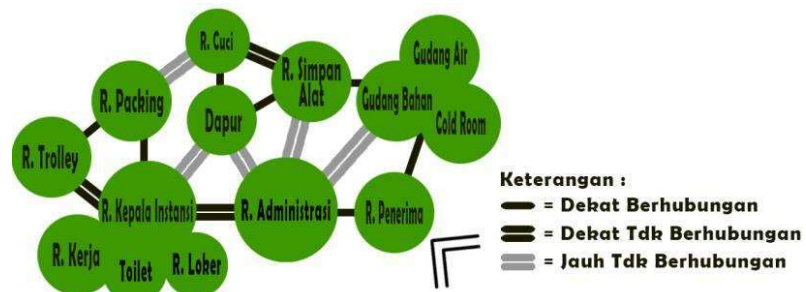 R. Cuci
Gudang Air
R. Simpan
Alat
R. Packing
Gudang Bahan
Dapur
Cold Room
R. Trolley
Keterangan :
= Dekat Berhubungan
R. Kepala Instansi
R. Administrasi
R. Penerima
= Dekat Tdk Berhubungan
R. Kerja
Toilet
R. Loker
= Jauh Tdk Berhubungan